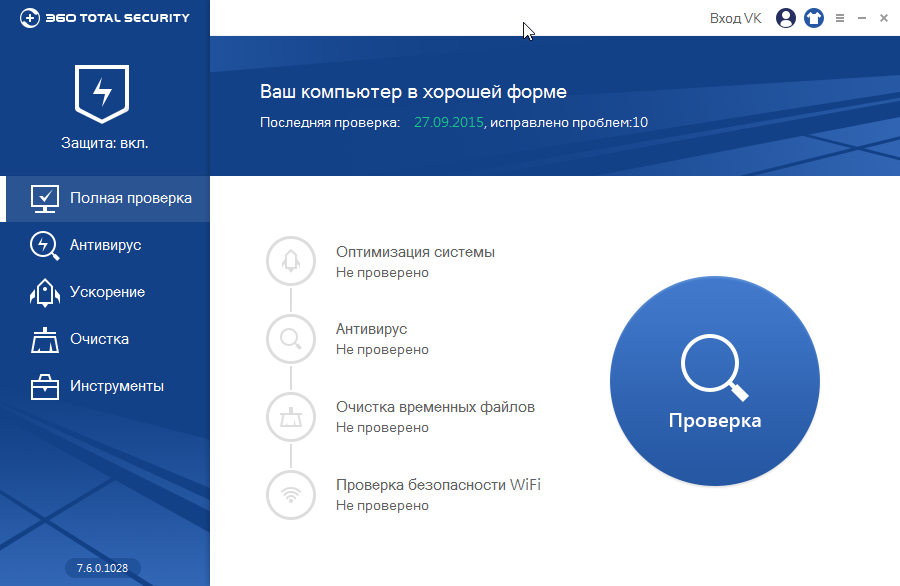 360 TOTAL SECURITY
Вход VK
Защита: вкл.
Ваш компьютер в хорошей форме
Последняя проверка: 27.09.2015, исправлено проблем:10
Полная проверка
Антивирус
Ускорение
Очистка
Инструменты
Оптимизация системы
Не проверено
Антивирус
Не проверено
Очистка временных файлов
Не проверено
Проверка безопасности WiFi
Не проверено
Проверка
7.6.0.1028